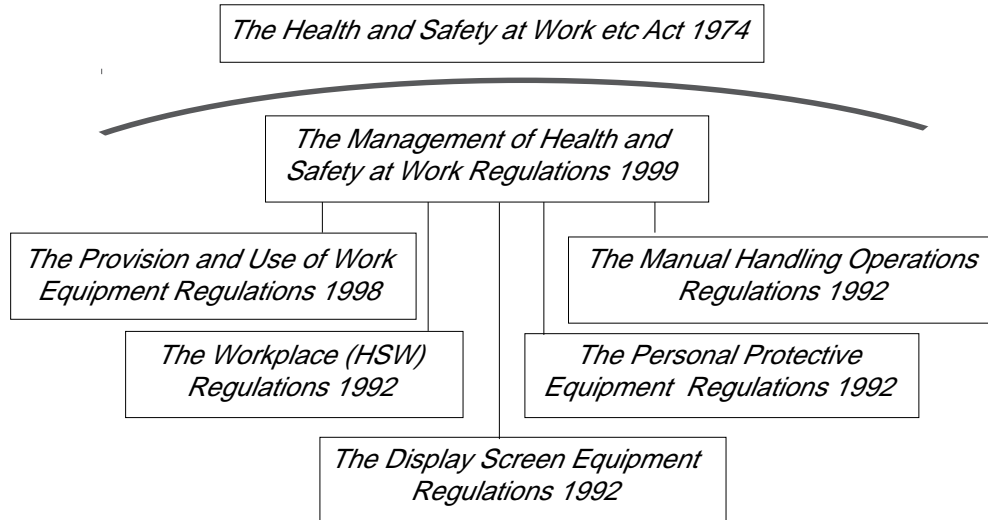 The Health and Safety at Work etc Act 1974
The Management of Health and
Safety at Work Regulations 1999
The Provision and Use of Work
Equipment Regulations 1998
The Manual Handling Operations
Regulations 1992
The Workplace (HSW)
Regulations 1992
The Personal Protective
Equipment Regulations 1992
The Display Screen Equipment
Regulations 1992